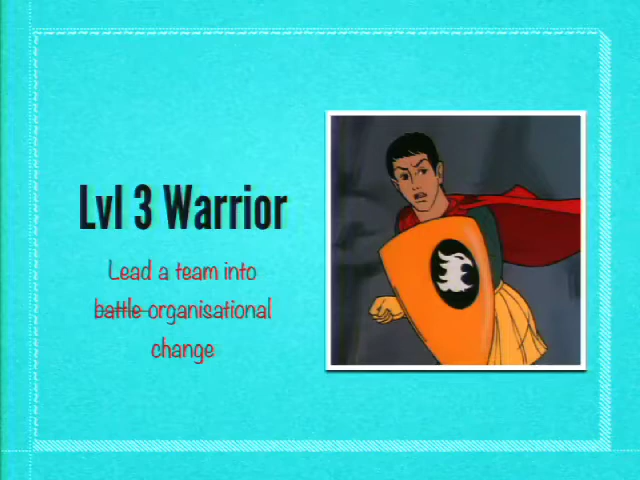 Lvl 3 Warrior
Lead a team into
battle organisational
change